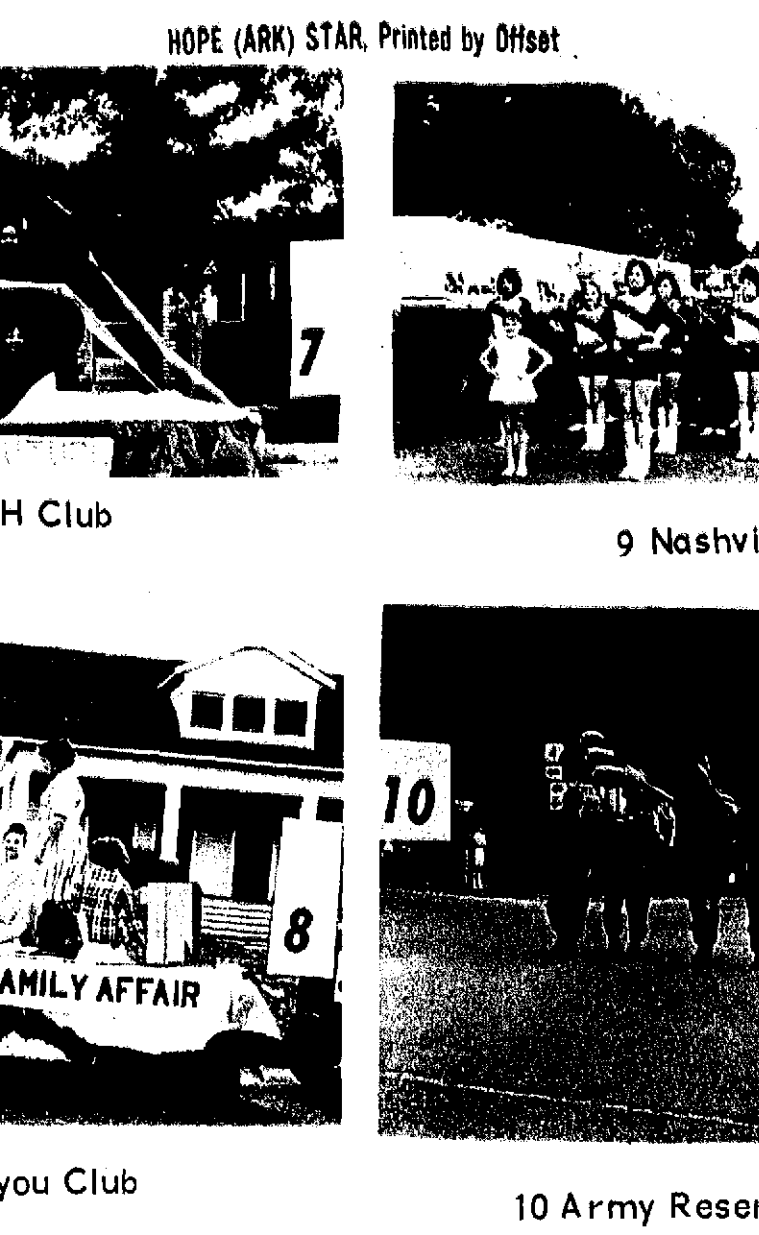 HOPE (ARK) STAR, Printed by Offset
7
H Club
9 Nashvi
8
AMILY AFFAIR
you Club
10
10 Army Reser